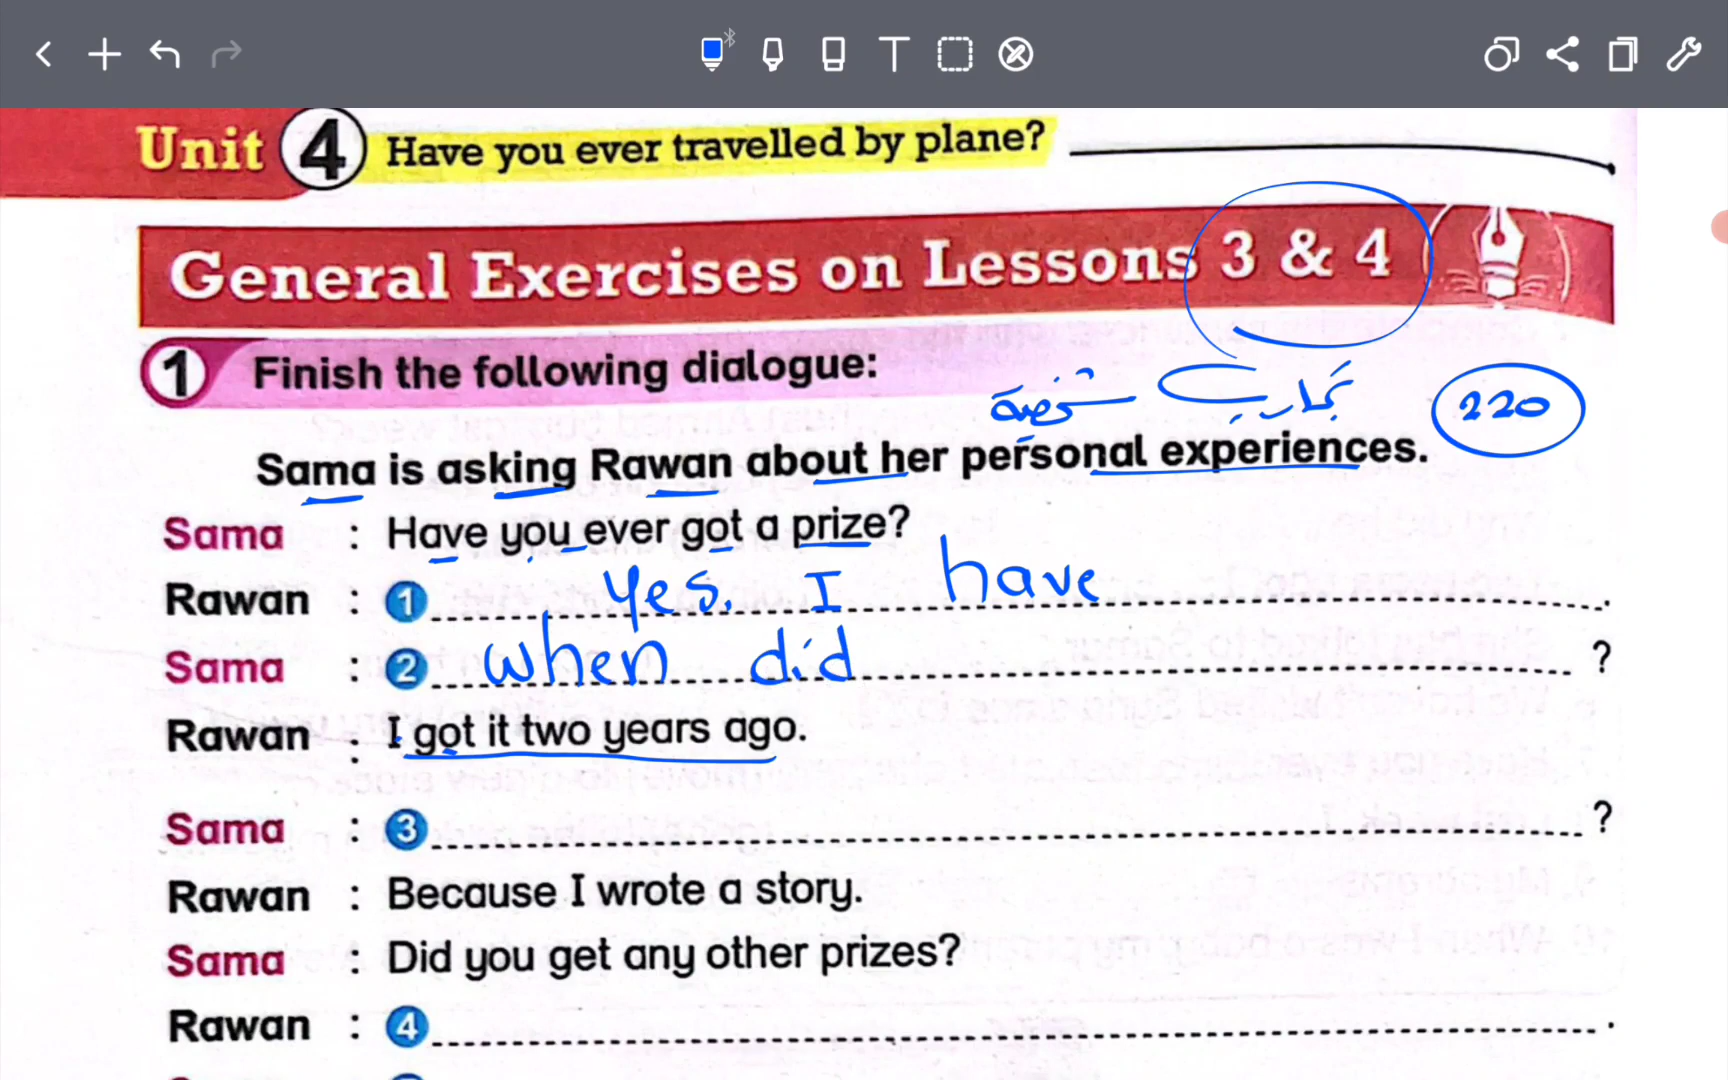 Unit 4 Have you ever travelled by plane?
General Exercises on Lessons 3 & 4
1 Finish the following dialogue:
تجارب شخصية
220
Sama is asking Rawan about her personal experiences.
Sama : Have you ever got a prize?
Rawan : 1 Yes, I have .
Sama : 2 when did ?
Rawan : I got it two years ago.
Sama : 3 ?
Rawan : Because I wrote a story.
Sama : Did you get any other prizes?
Rawan : 4 .